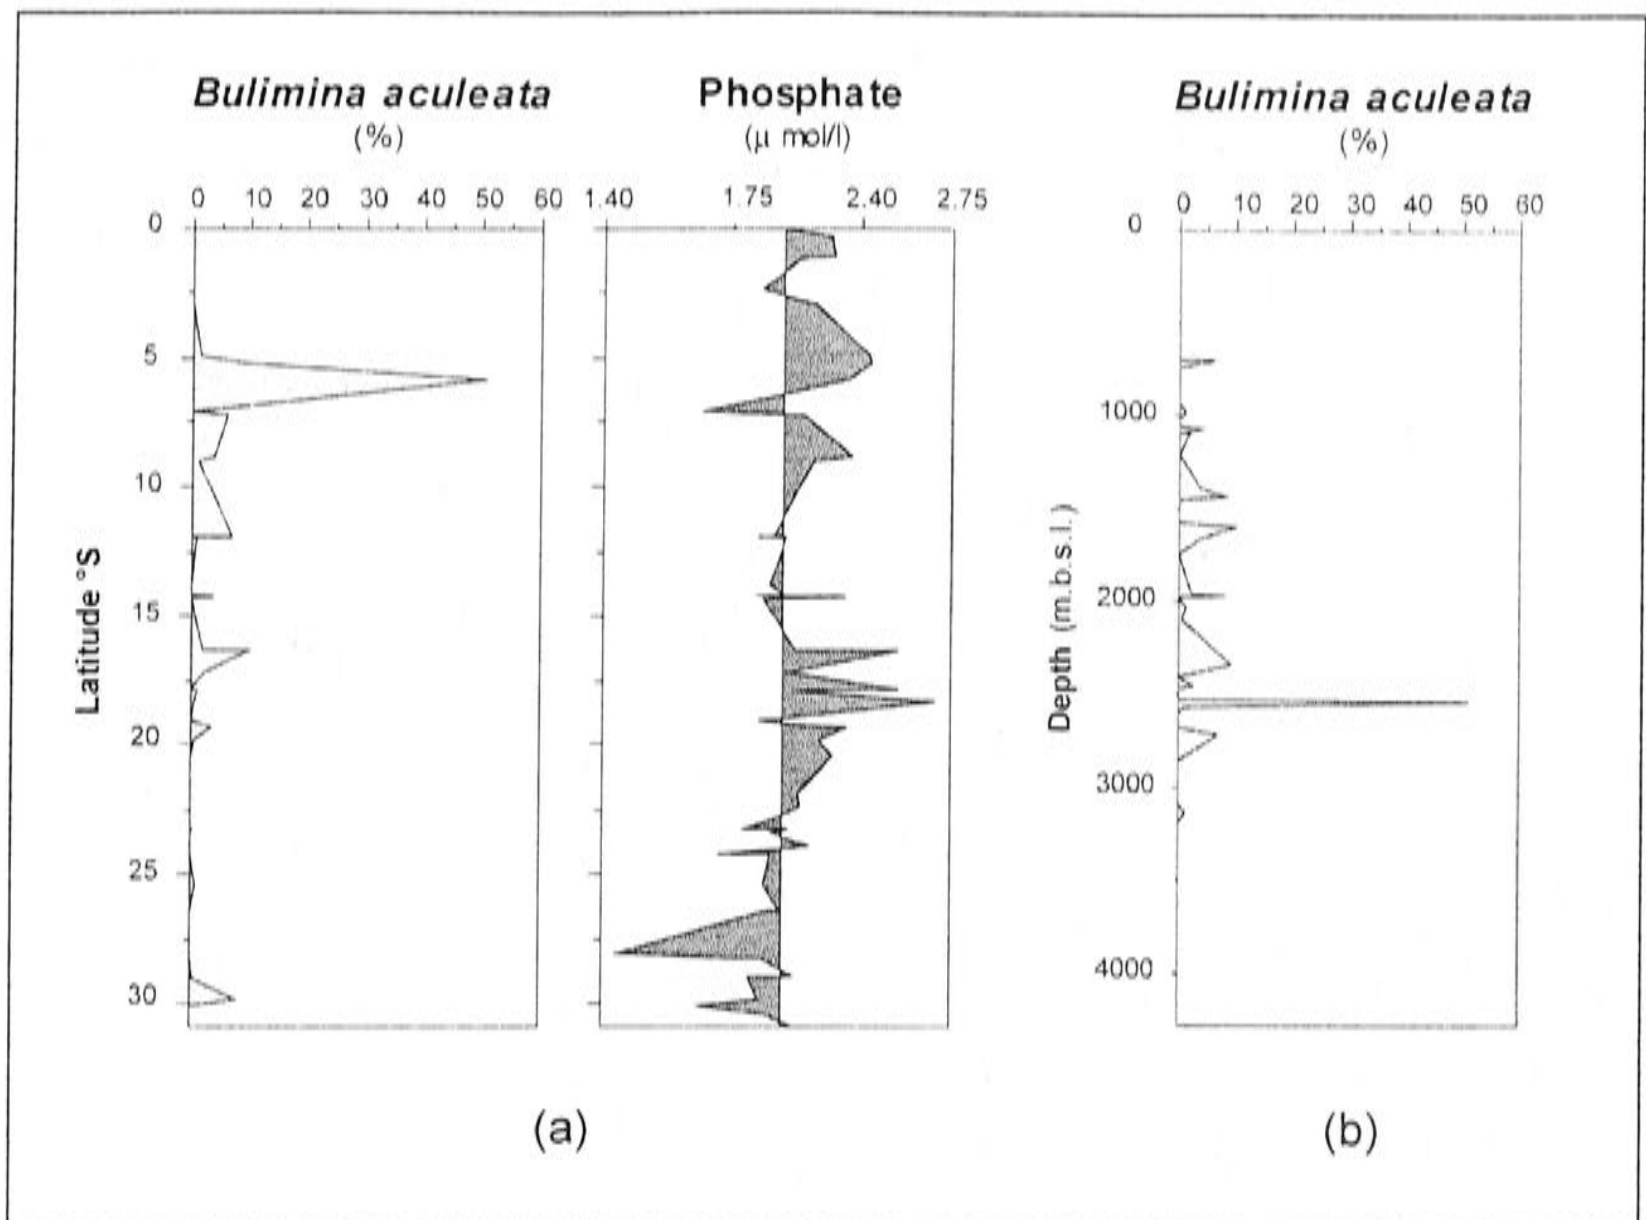 Bulimina aculeata
(%)
0 10 20 30 40 50 60
Phosphate
(μ mol/l)
1.40 1.75 2.40 2.75
Bulimina aculeata
(%)
0 10 20 30 40 50 60
Latitude °S
0
5
10
15
20
25
30
Depth (m.b.s.l.)
0
1000
2000
3000
4000
(a)
(b)